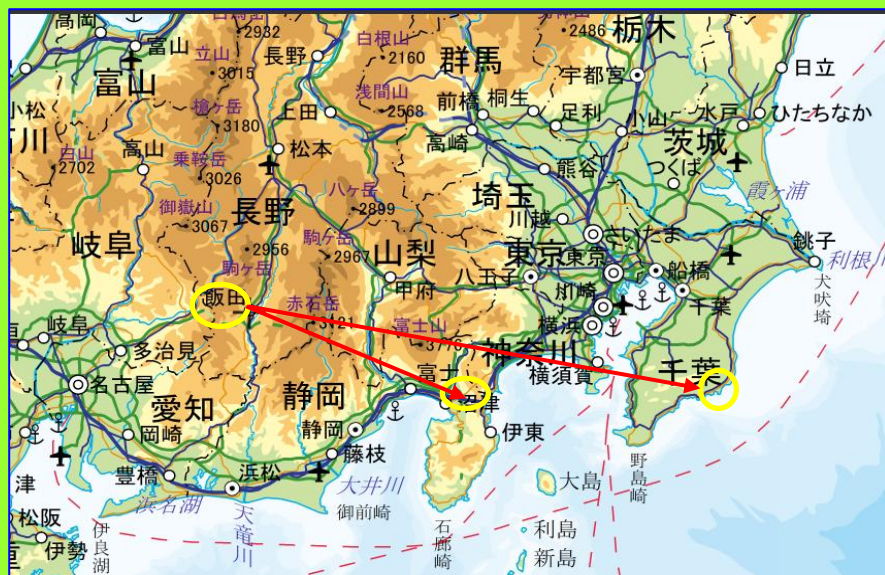 高岡
富山
2932
長野
白根山
2160
群馬
2486
栃木
立山
3015
富山
宇都宮
日立
小松
槍ヶ岳
3180
上田
浅間山
2568
前橋
桐生
足利
小山
水戸
ひたちなか
石川
白山
2702
高山
乗鞍岳
3026
松本
高崎
熊谷
茨城
つくば
御嶽山
3067
長野
八ヶ岳
2899
埼玉
川越
さいたま
霞ヶ浦
岐阜
2956
駒ヶ岳
駒ヶ岳
2967
山梨
東京
東京
八王子
船橋
銚子
利根川
飯田
赤石岳
3121
甲府
富士山
3776
川崎
千葉
犬吠埼
岐阜
多治見
横浜
神奈川
横須賀
千葉
名古屋
愛知
静岡
富士
沼津
岡崎
静岡
藤枝
伊東
豊橋
浜松
大井川
御前崎
大島
野島崎
津
浜名湖
天竜川
石廊崎
利島
新島
松阪
伊勢
伊良湖